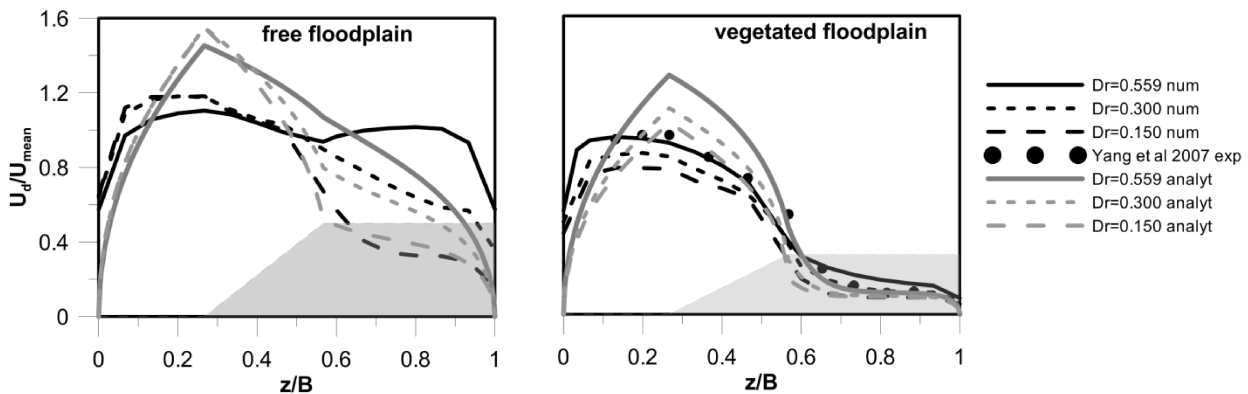 free floodplain
vegetated floodplain
U_d/U_mean
1.6
1.2
0.8
0.4
0
0 0.2 0.4 0.6 0.8 1
z/B
0 0.2 0.4 0.6 0.8 1
z/B
Dr=0.559 num
Dr=0.300 num
Dr=0.150 num
Yang et al 2007 exp
Dr=0.559 analyt
Dr=0.300 analyt
Dr=0.150 analyt